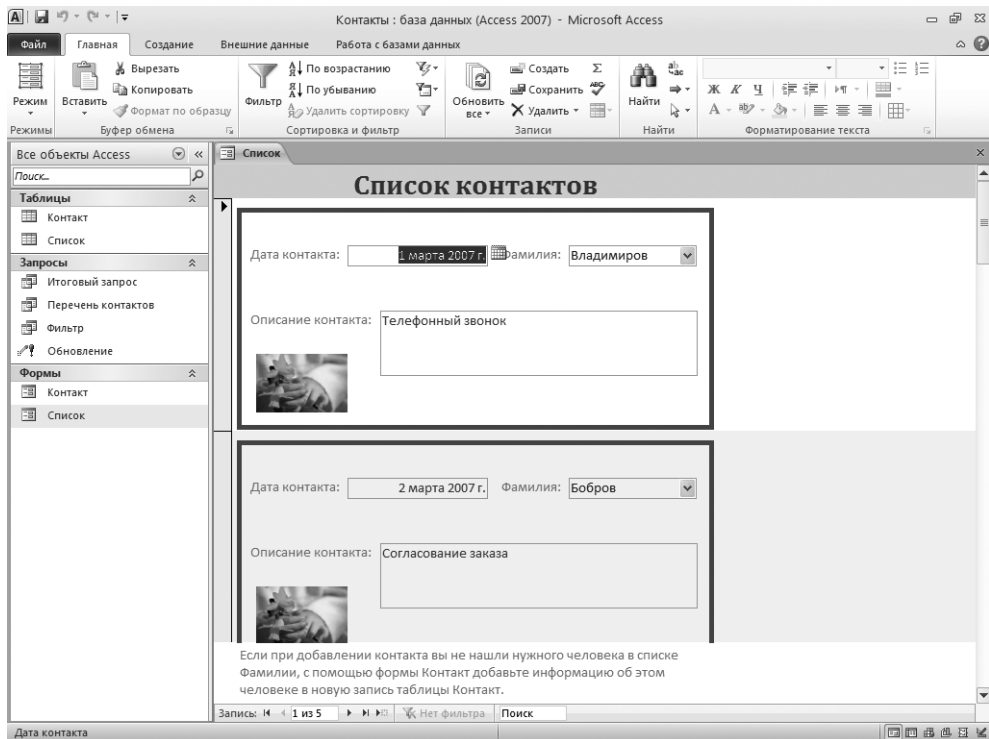 Контакты : база данных (Access 2007) - Microsoft Access
Файл Главная Создание Внешние данные Работа с базами данных
Режим
Вставить
Вырезать
Копировать
Формат по образцу
Фильтр
По возрастанию
По убыванию
Удалить сортировку
Обновить все
Создать
Сохранить
Удалить
Найти
Ж К Ч
Режимы Буфер обмена Сортировка и фильтр Записи Найти Форматирование текста
Все объекты Access
Поиск...
Таблицы
Контакт
Список
Запросы
Итоговый запрос
Перечень контактов
Фильтр
Обновление
Формы
Контакт
Список
Список
Список контактов
Дата контакта: 1 марта 2007 г. Фамилия: Владимиров
Описание контакта: Телефонный звонок
Дата контакта: 2 марта 2007 г. Фамилия: Бобров
Описание контакта: Согласование заказа
Если при добавлении контакта вы не нашли нужного человека в списке
Фамилии, с помощью формы Контакт добавьте информацию об этом
человеке в новую запись таблицы Контакт.
Запись: 1 из 5 Нет фильтра Поиск
Дата контакта